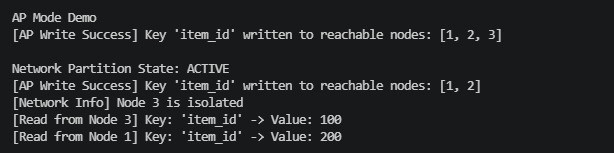 AP Mode Demo
[AP Write Success] Key 'item_id' written to reachable nodes: [1, 2, 3]
Network Partition State: ACTIVE
[AP Write Success] Key 'item_id' written to reachable nodes: [1, 2]
[Network Info] Node 3 is isolated
[Read from Node 3] Key: 'item_id' -> Value: 100
[Read from Node 1] Key: 'item_id' -> Value: 200